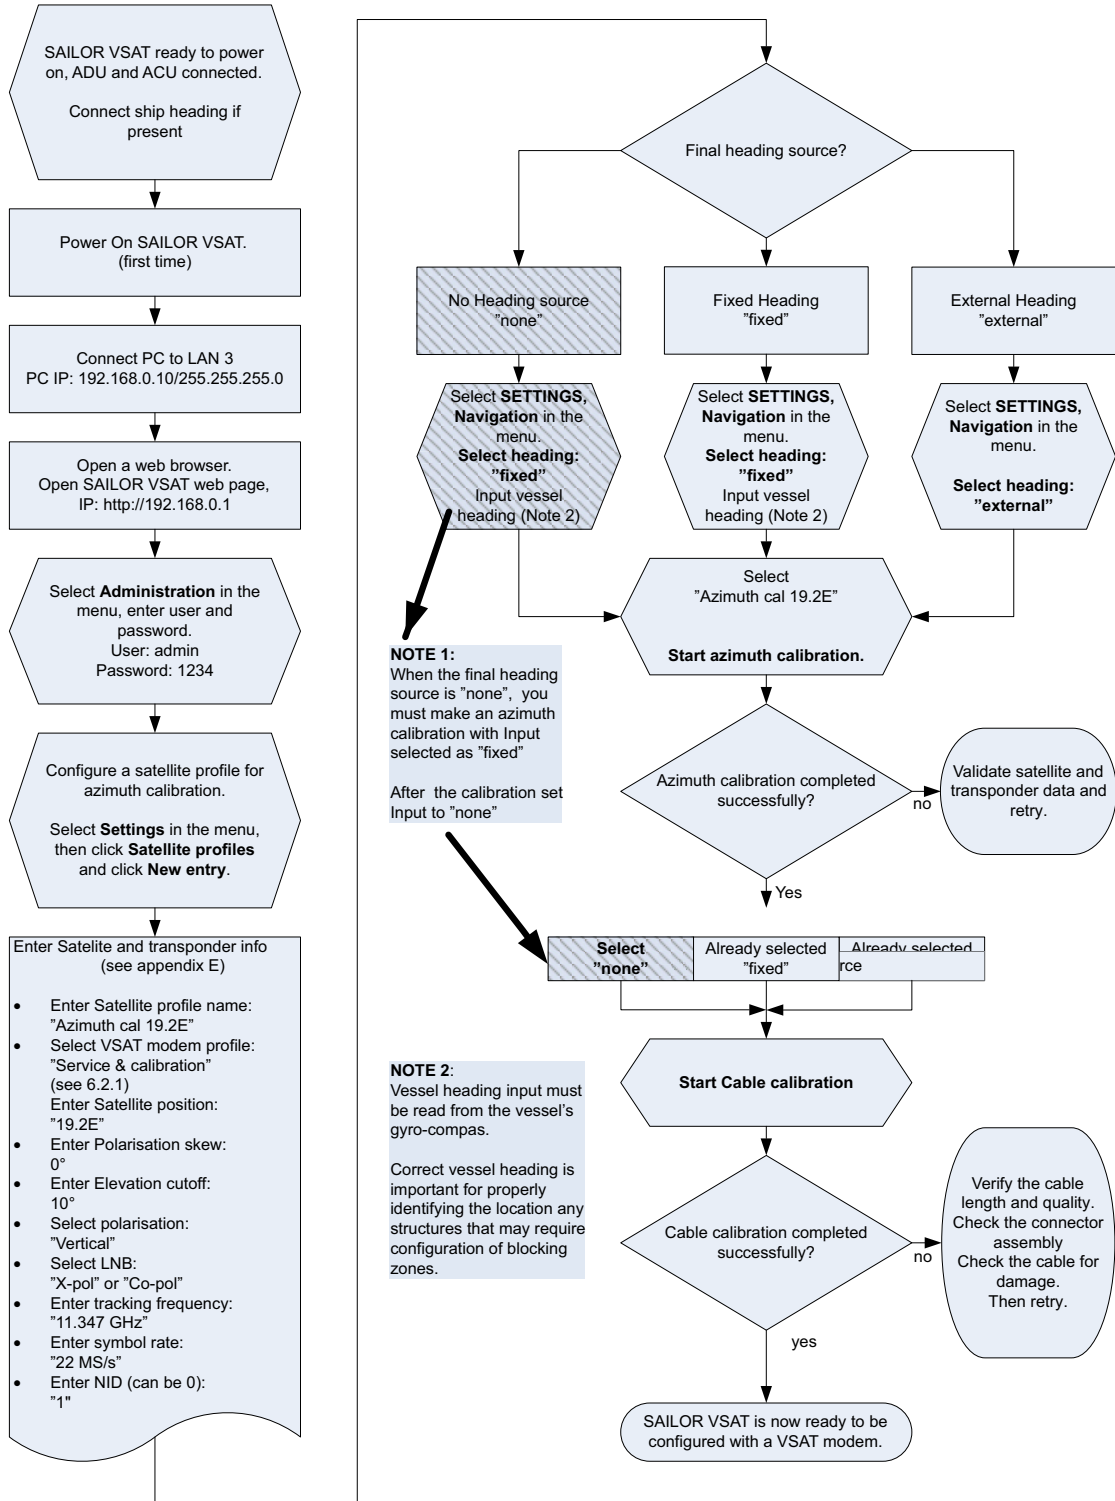 SAILOR VSAT ready to power
on, ADU and ACU connected.
Connect ship heading if
present
Power On SAILOR VSAT.
(first time)
Connect PC to LAN 3
PC IP: 192.168.0.10/255.255.255.0
Open a web browser.
Open SAILOR VSAT web page,
IP: http://192.168.0.1
Select Administration in the
menu, enter user and
password.
User: admin
Password: 1234
Configure a satellite profile for
azimuth calibration.
Select Settings in the menu,
then click Satellite profiles
and click New entry.
Enter Satelite and transponder info
(see appendix E)
• Enter Satellite profile name:
"Azimuth cal 19.2E"
• Select VSAT modem profile:
"Service & calibration"
(see 6.2.1)
Enter Satellite position:
"19.2E"
• Enter Polarisation skew:
0°
• Enter Elevation cutoff:
10°
• Select polarisation:
"Vertical"
• Select LNB:
"X-pol" or "Co-pol"
• Enter tracking frequency:
"11.347 GHz"
• Enter symbol rate:
"22 MS/s"
• Enter NID (can be 0):
"1"
Final heading source?
No Heading source
"none"
Fixed Heading
"fixed"
External Heading
"external"
Select SETTINGS,
Navigation in the
menu.
Select heading:
"fixed"
Input vessel
heading (Note 2)
Select SETTINGS,
Navigation in the
menu.
Select heading:
"fixed"
Input vessel
heading (Note 2)
Select SETTINGS,
Navigation in the
menu.
Select heading:
"external"
Select
"Azimuth cal 19.2E"
Start azimuth calibration.
NOTE 1:
When the final heading
source is "none", you
must make an azimuth
calibration with Input
selected as "fixed"
After the calibration set
Input to "none"
Azimuth calibration completed
successfully?
no
Validate satellite and
transponder data and
retry.
Yes
Select
"none"
Already selected
"fixed"
Already selected
rce
Start Cable calibration
NOTE 2:
Vessel heading input must
be read from the vessel's
gyro-compas.
Correct vessel heading is
important for properly
identifying the location any
structures that may require
configuration of blocking
zones.
Cable calibration completed
successfully?
no
Verify the cable
length and quality.
Check the connector
assembly
Check the cable for
damage.
Then retry.
yes
SAILOR VSAT is now ready to be
configured with a VSAT modem.